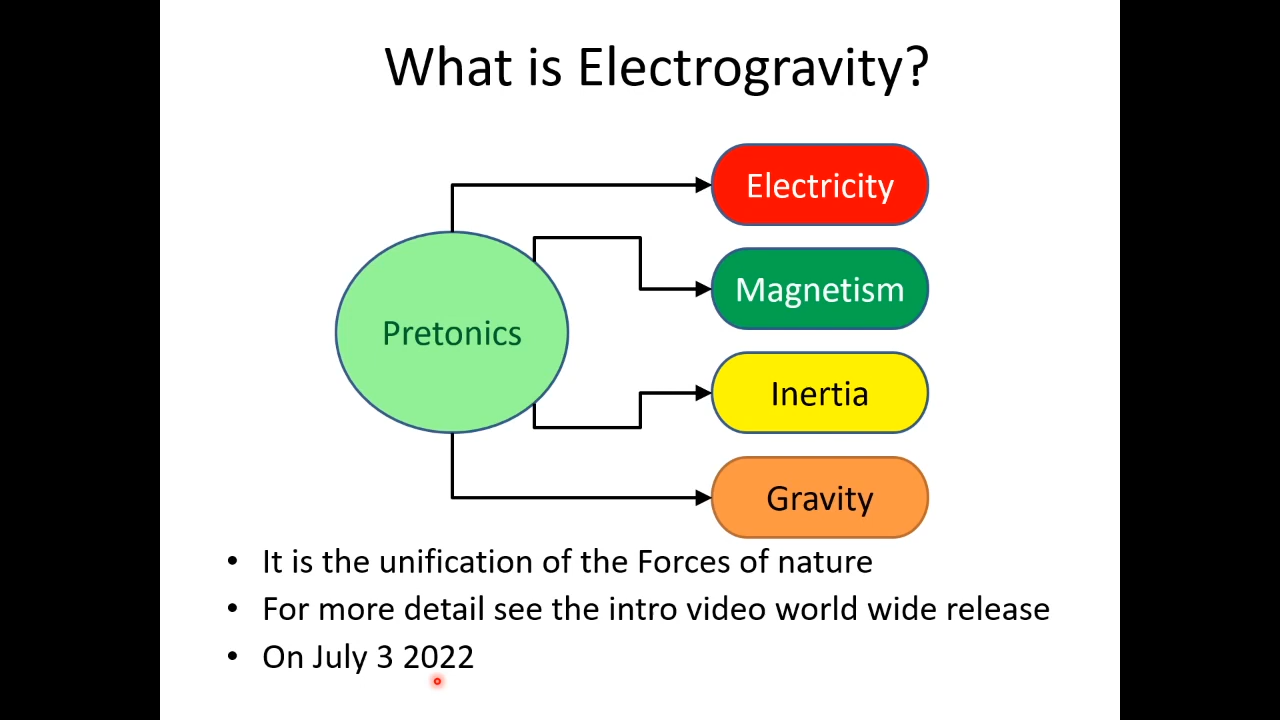 What is Electrogravity?
Electricity
Magnetism
Pretonics
Inertia
Gravity
• It is the unification of the Forces of nature
• For more detail see the intro video world wide release
• On July 3 2022